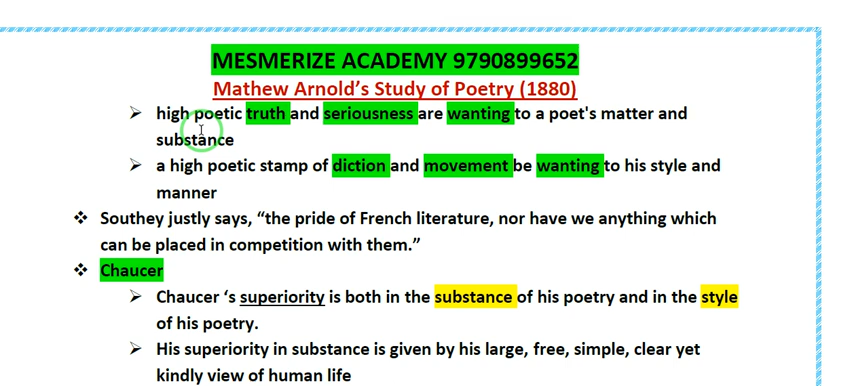 MESMERIZE ACADEMY 9790899652
Mathew Arnold’s Study of Poetry (1880)
➢ high poetic truth and seriousness are wanting to a poet's matter and
substance
➢ a high poetic stamp of diction and movement be wanting to his style and
manner
❖ Southey justly says, “the pride of French literature, nor have we anything which
can be placed in competition with them.”
❖ Chaucer
➢ Chaucer ‘s superiority is both in the substance of his poetry and in the style
of his poetry.
➢ His superiority in substance is given by his large, free, simple, clear yet
kindly view of human life